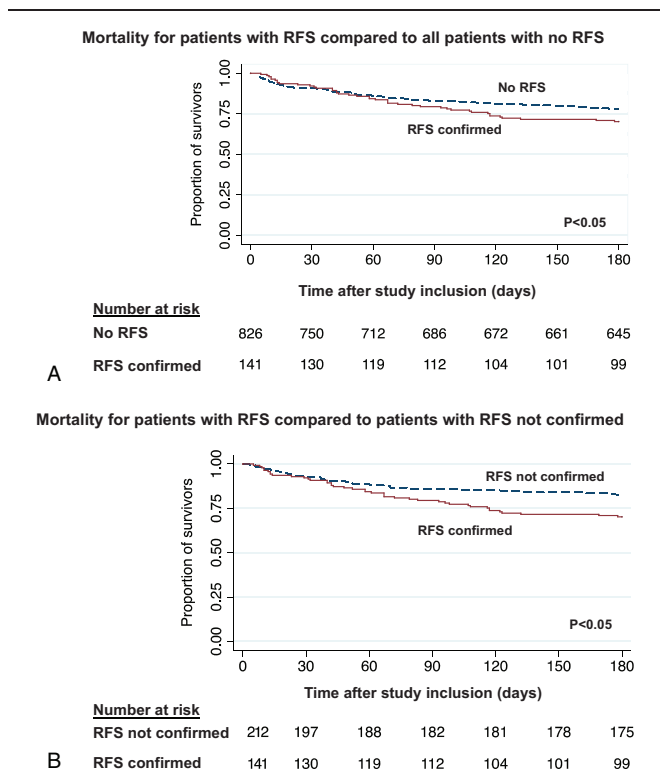 Mortality for patients with RFS compared to all patients with no RFS
Proportion of survivors
1.00
0.75
0.50
0.25
0.00
No RFS
RFS confirmed
P<0.05
0 30 60 90 120 150 180
Time after study inclusion (days)
Number at risk
No RFS 826 750 712 686 672 661 645
RFS confirmed 141 130 119 112 104 101 99
A
Mortality for patients with RFS compared to patients with RFS not confirmed
Proportion of survivors
1.00
0.75
0.50
0.25
0.00
RFS not confirmed
RFS confirmed
P<0.05
0 30 60 90 120 150 180
Time after study inclusion (days)
Number at risk
RFS not confirmed 212 197 188 182 181 178 175
RFS confirmed 141 130 119 112 104 101 99
B